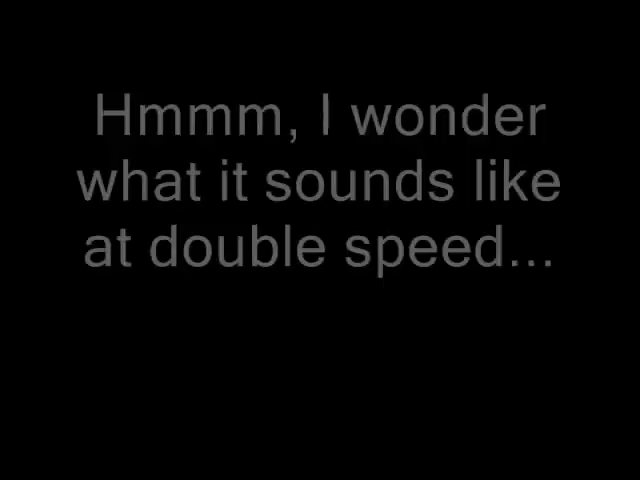 Hmmm, I wonder
what it sounds like
at double speed...